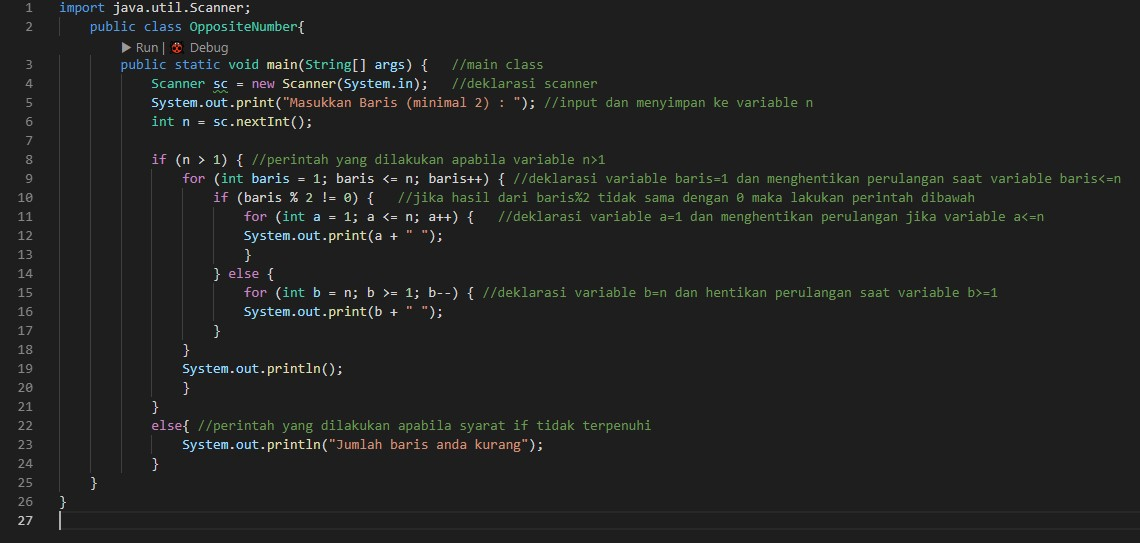 1 import java.util.Scanner;
2 public class OppositeNumber{
Run | Debug
3 public static void main(String[] args) { //main class
4 Scanner sc = new Scanner(System.in); //deklarasi scanner
5 System.out.print("Masukkan Baris (minimal 2) : "); //input dan menyimpan ke variable n
6 int n = sc.nextInt();
7
8 if (n > 1) { //perintah yang dilakukan apabila variable n>1
9 for (int baris = 1; baris <= n; baris++) { //deklarasi variable baris=1 dan menghentikan perulangan saat variable baris<=n
10 if (baris % 2 != 0) { //jika hasil dari baris%2 tidak sama dengan 0 maka lakukan perintah dibawah
11 for (int a = 1; a <= n; a++) { //deklarasi variable a=1 dan menghentikan perulangan jika variable a<=n
12 System.out.print(a + " ");
13 }
14 } else {
15 for (int b = n; b >= 1; b--) { //deklarasi variable b=n dan hentikan perulangan saat variable b>=1
16 System.out.print(b + " ");
17 }
18 }
19 System.out.println();
20 }
21 }
22 else{ //perintah yang dilakukan apabila syarat if tidak terpenuhi
23 System.out.println("Jumlah baris anda kurang");
24 }
25 }
26 }
27